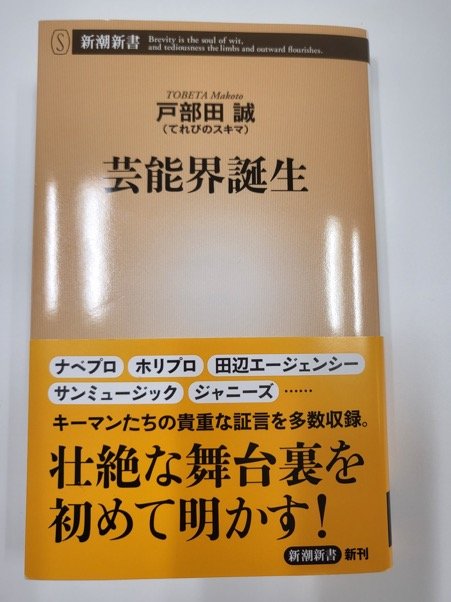 S 新潮新書
Brevity is the soul of wit,
and tediousness the limbs and outward flourishes.
TOBETA Makoto
戸部田 誠
(てれびのスキマ)
芸能界誕生
ナベプロ ホリプロ 田辺エージェンシー
サンミュージック ジャニーズ ……
キーマンたちの貴重な証言を多数収録。
壮絶な舞台裏を
初めて明かす!
新潮新書 新刊